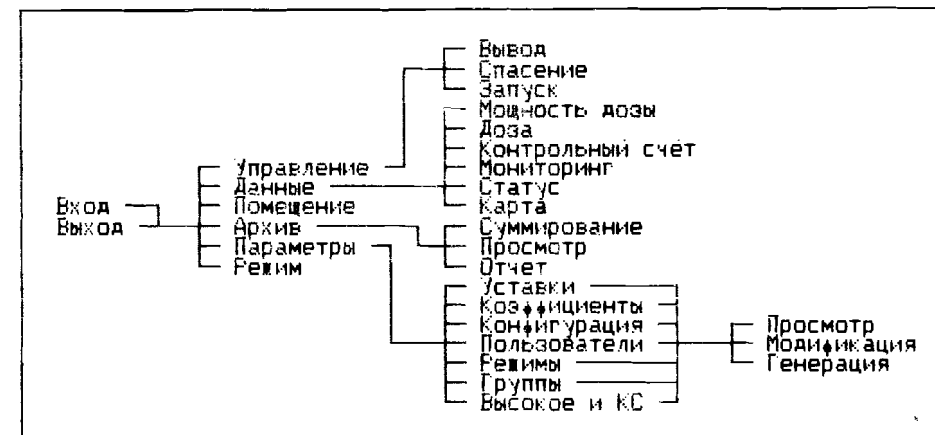 Вывод
Спасение
Запуск
Мощность дозы
Доза
Контрольный счёт
Управление Мониторинг
Данные Статус
Вход Помещение Карта
Выход Архив Суммирование
Параметры Просмотр
Режим Отчет
Уставки
Коэффициенты
Конфигурация Просмотр
Пользователи Модификация
Режимы Генерация
Группы
Высокое и КС